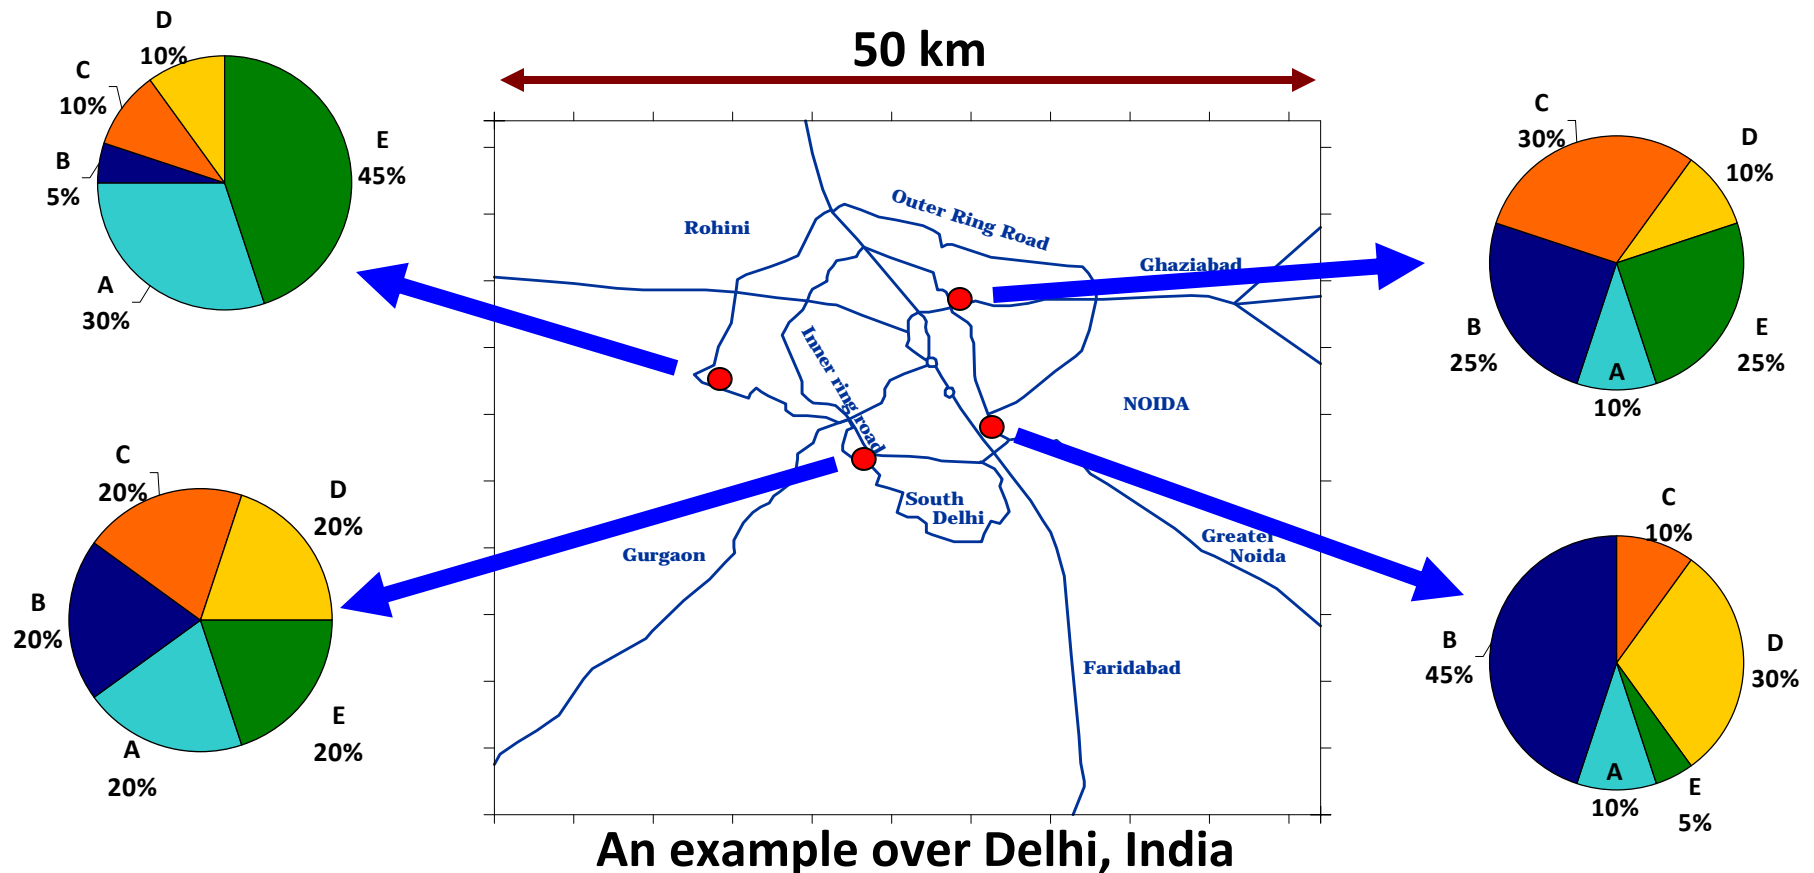 50 km
D
10%
C
10%
B
5%
A
30%
E
45%
C
30%
D
10%
B
25%
A
10%
E
25%
Rohini
Outer Ring Road
Ghaziabad
Inner ring road
NOIDA
South
Delhi
Gurgaon
Greater
Noida
Faridabad
C
20%
D
20%
B
20%
A
20%
E
20%
C
10%
B
45%
D
30%
A
10%
E
5%
An example over Delhi, India